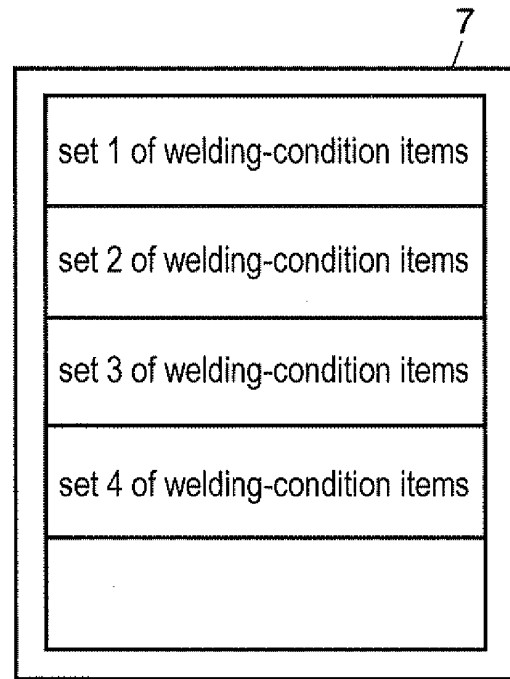 7
set 1 of welding-condition items
set 2 of welding-condition items
set 3 of welding-condition items
set 4 of welding-condition items